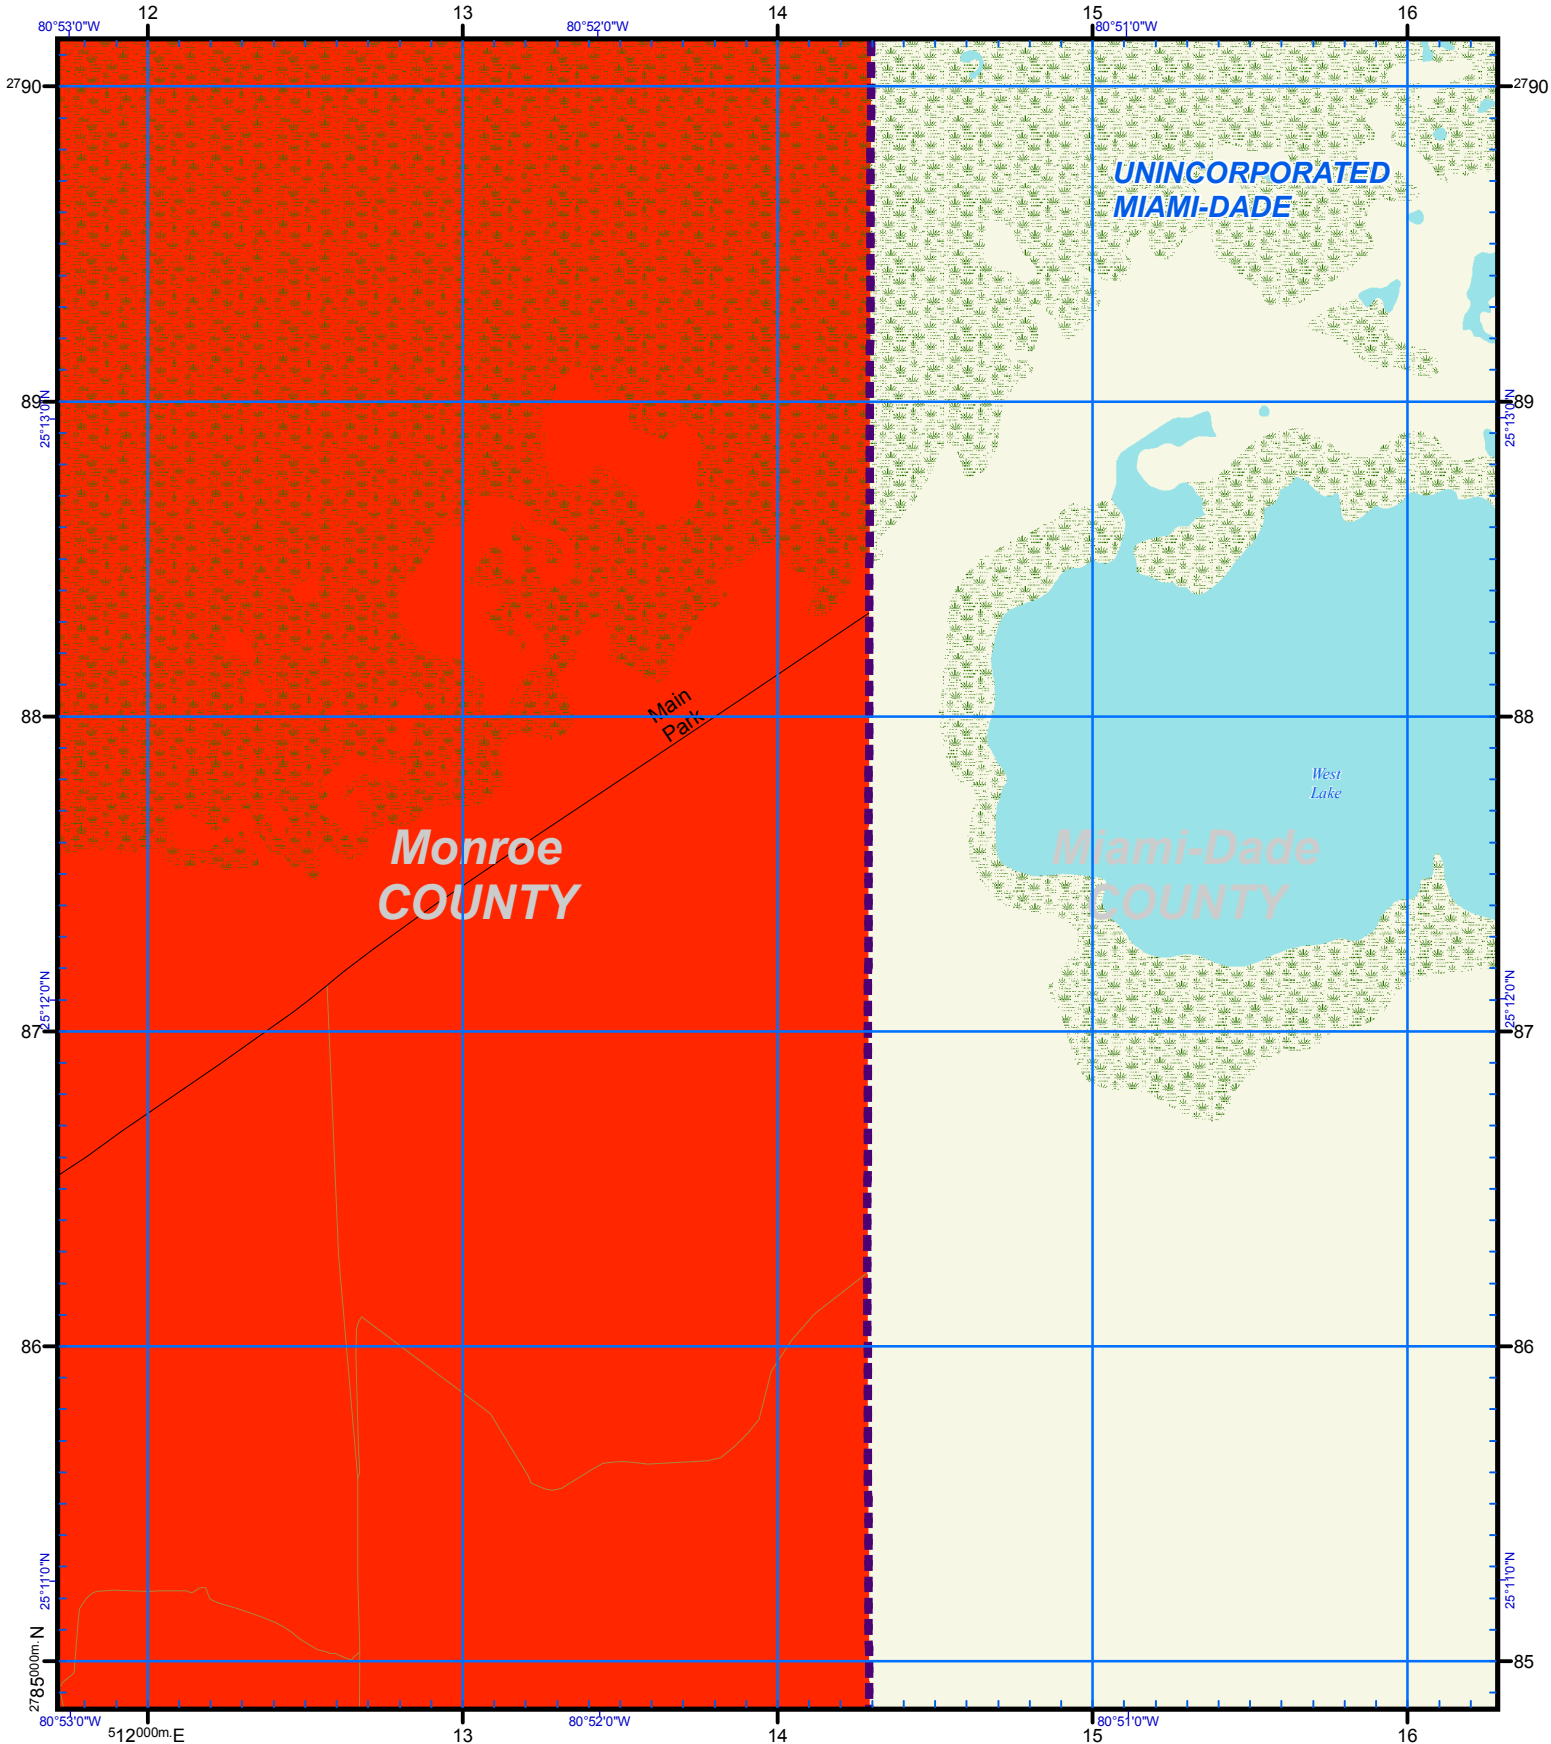 12 13 14 15 16
80°53'0"W 80°52'0"W 80°51'0"W
2790 2790
UNINCORPORATED
MIAMI-DADE
89 89
25°13'0"N 25°13'0"N
Main
Park
88 88
West
Lake
Monroe
COUNTY
Miami-Dade
COUNTY
25°12'0"N 25°12'0"N
87 87
86 86
25°11'0"N 25°11'0"N
2785000m. N 85
80°53'0"W 80°52'0"W 80°51'0"W
512000m. E 13 14 15 16